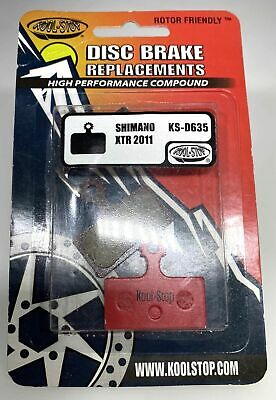 KOOL-STOP
ROTOR FRIENDLY™
DISC BRAKE
REPLACEMENTS
HIGH PERFORMANCE COMPOUND
SHIMANO KS-D635
XTR 2011
KOOL-STOP
Kool-Stop
WWW.KOOLSTOP.COM